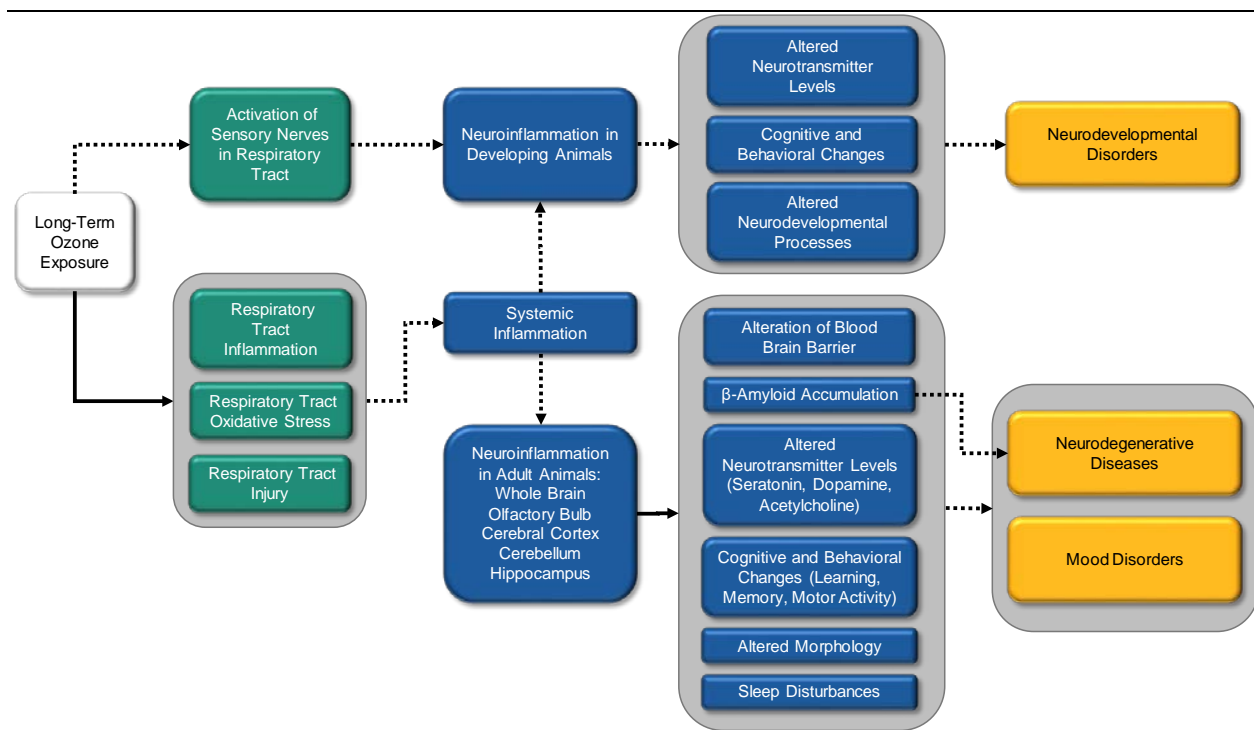 Long-Term
Ozone
Exposure
Activation of
Sensory Nerves
in Respiratory
Tract
Respiratory
Tract
Inflammation
Respiratory Tract
Oxidative Stress
Respiratory Tract
Injury
Neuroinflammation in
Developing Animals
Systemic
Inflammation
Neuroinflammation
in Adult Animals:
Whole Brain
Olfactory Bulb
Cerebral Cortex
Cerebellum
Hippocampus
Altered
Neurotransmitter
Levels
Cognitive and
Behavioral Changes
Altered
Neurodevelopmental
Processes
Alteration of Blood
Brain Barrier
β-Amyloid Accumulation
Altered
Neurotransmitter Levels
(Seratonin, Dopamine,
Acetylcholine)
Cognitive and Behavioral
Changes (Learning,
Memory, Motor Activity)
Altered Morphology
Sleep Disturbances
Neurodevelopmental
Disorders
Neurodegenerative
Diseases
Mood Disorders